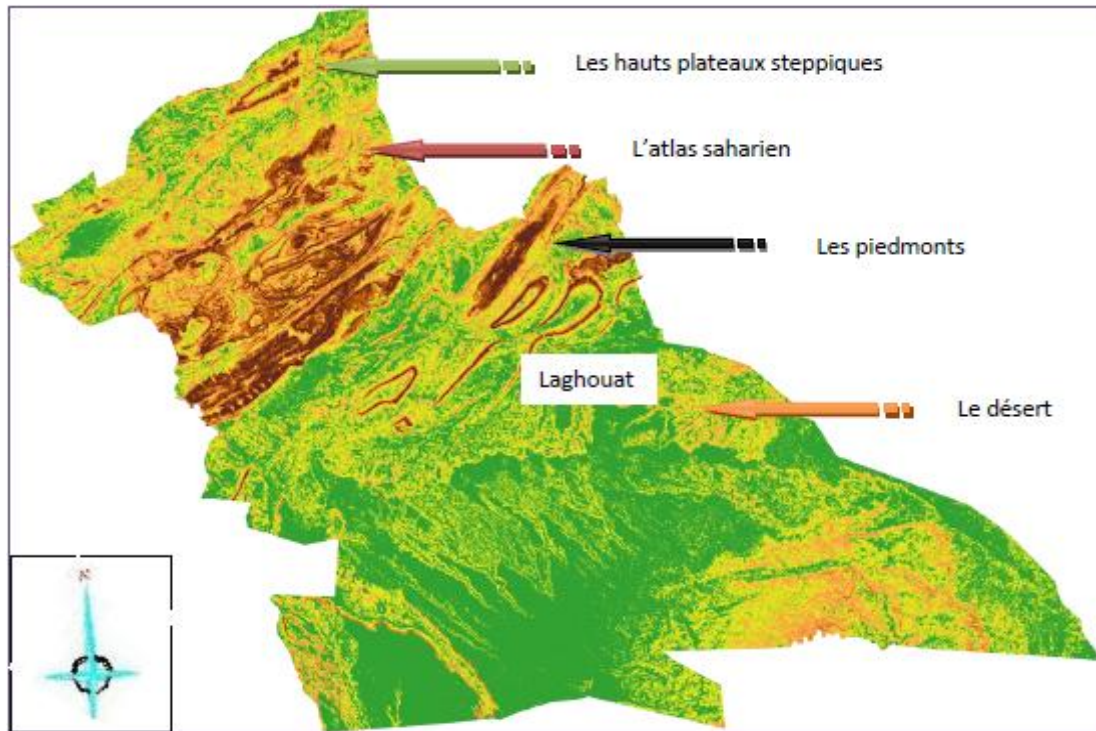 Les hauts plateaux steppiques
L'atlas saharien
Les piedmonts
Laghouat
Le désert
N